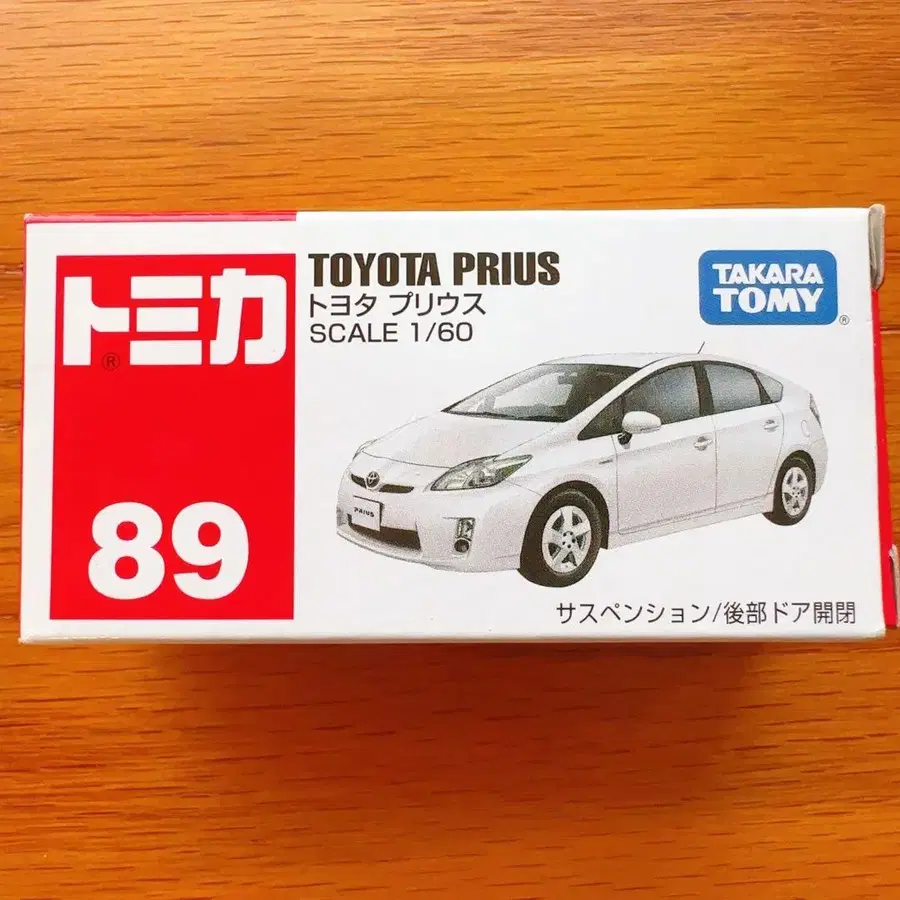 トミカ
®
89
TOYOTA PRIUS
トヨタ プリウス
SCALE 1/60
TAKARA
TOMY
®
PRIUS
サスペンション/後部ドア開閉